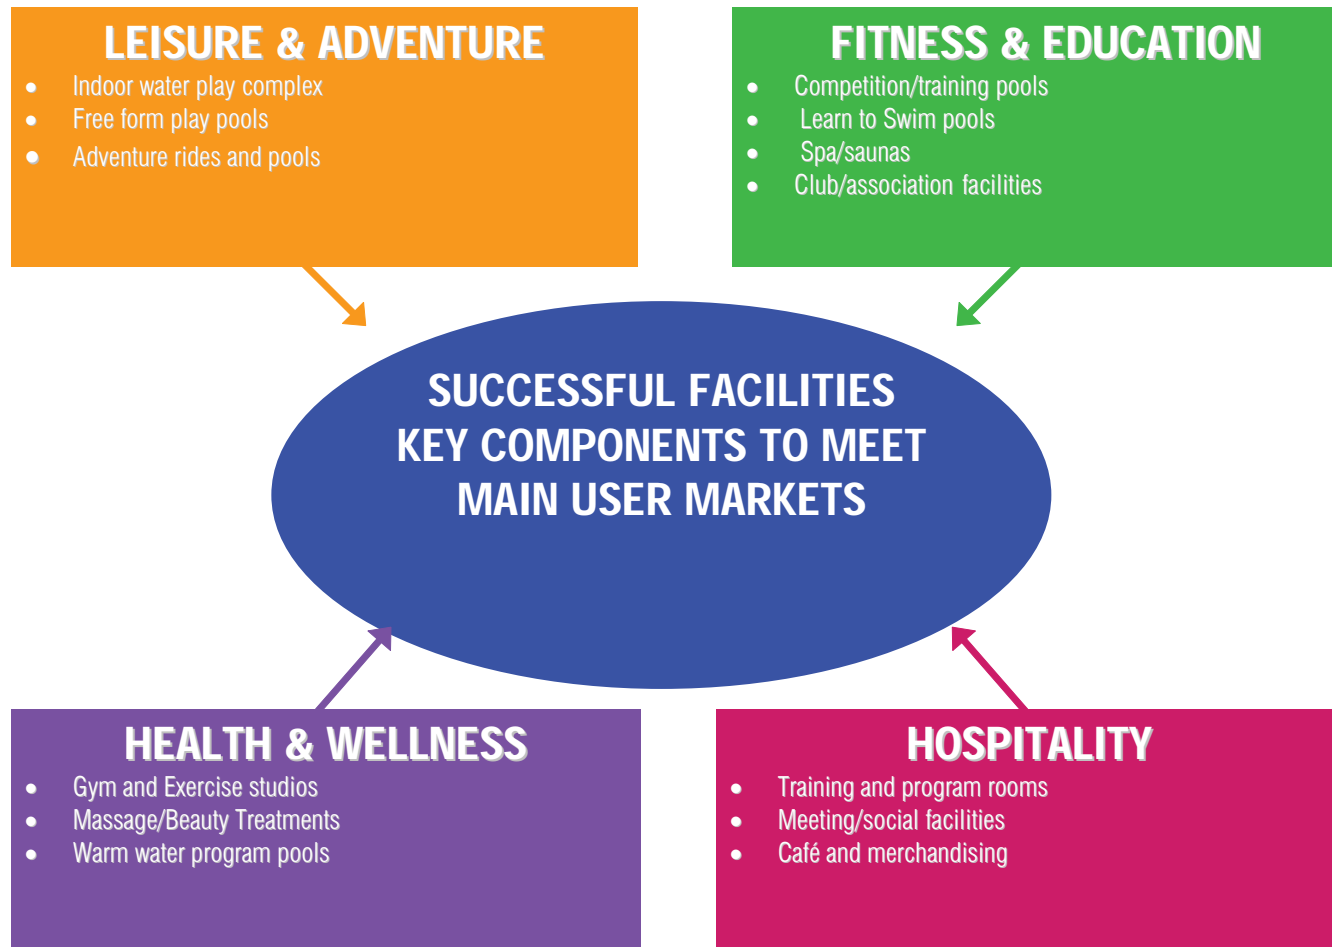 LEISURE & ADVENTURE
• Indoor water play complex
• Free form play pools
• Adventure rides and pools
FITNESS & EDUCATION
• Competition/training pools
• Learn to Swim pools
• Spa/saunas
• Club/association facilities
SUCCESSFUL FACILITIES
KEY COMPONENTS TO MEET
MAIN USER MARKETS
HEALTH & WELLNESS
• Gym and Exercise studios
• Massage/Beauty Treatments
• Warm water program pools
HOSPITALITY
• Training and program rooms
• Meeting/social facilities
• Café and merchandising